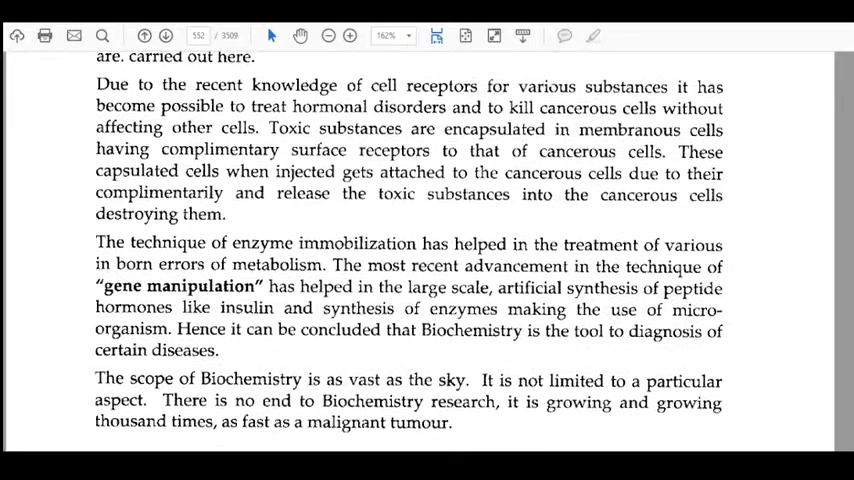 552 / 3509
162%
are. carried out here.
Due to the recent knowledge of cell receptors for various substances it has
become possible to treat hormonal disorders and to kill cancerous cells without
affecting other cells. Toxic substances are encapsulated in membranous cells
having complimentary surface receptors to that of cancerous cells. These
capsulated cells when injected gets attached to the cancerous cells due to their
complimentarily and release the toxic substances into the cancerous cells
destroying them.
The technique of enzyme immobilization has helped in the treatment of various
in born errors of metabolism. The most recent advancement in the technique of
“gene manipulation” has helped in the large scale, artificial synthesis of peptide
hormones like insulin and synthesis of enzymes making the use of micro-
organism. Hence it can be concluded that Biochemistry is the tool to diagnosis of
certain diseases.
The scope of Biochemistry is as vast as the sky. It is not limited to a particular
aspect. There is no end to Biochemistry research, it is growing and growing
thousand times, as fast as a malignant tumour.